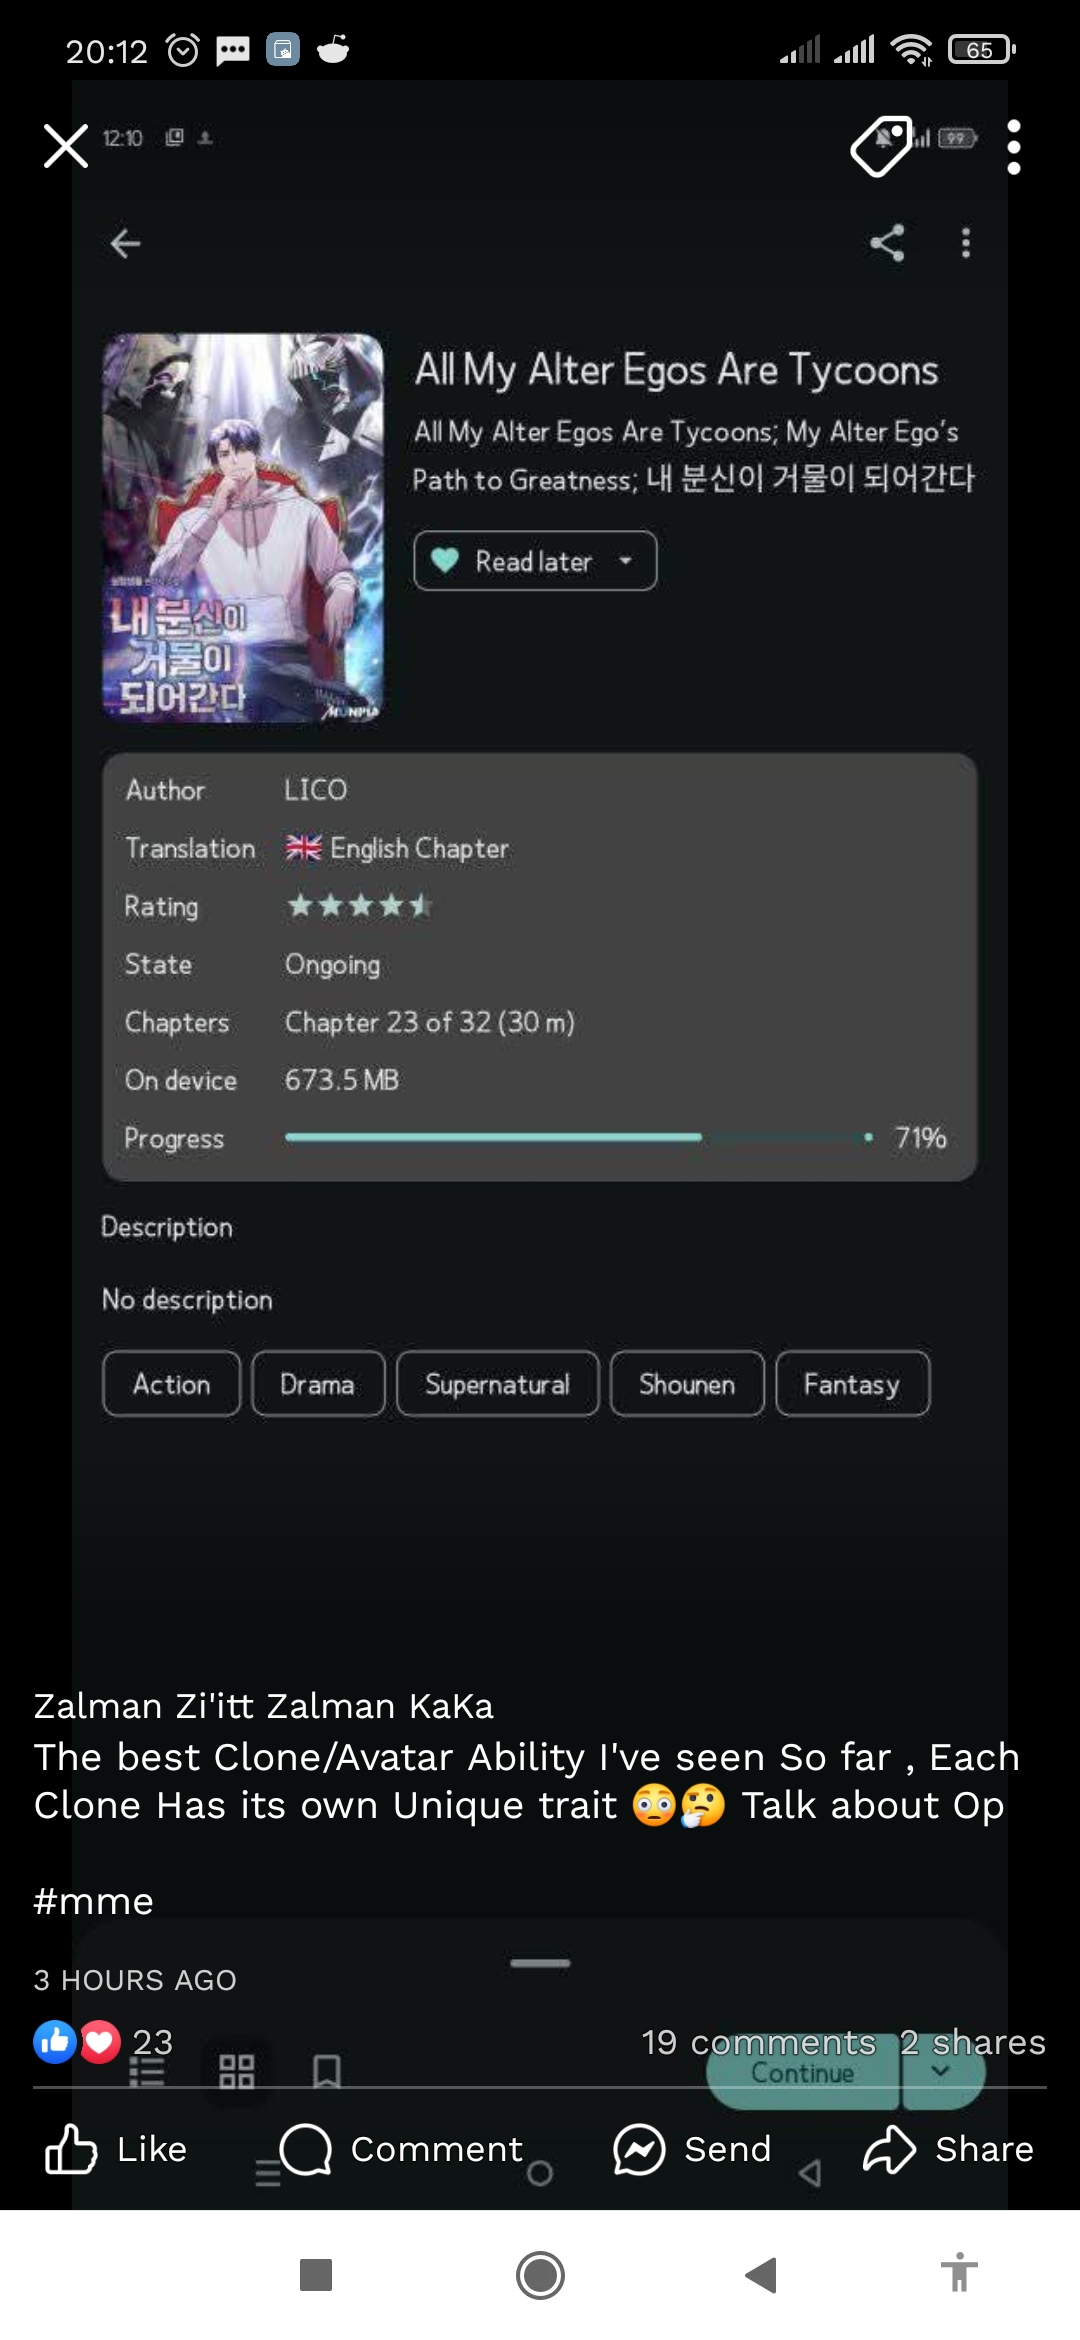 20:12
65
12:10
99
All My Alter Egos Are Tycoons
All My Alter Egos Are Tycoons; My Alter Ego's
Path to Greatness; 내 분신이 거물이 되어간다
Read later
내 분신이
거물이
되어간다
MUNPIA
Author LICO
Translation 🇬🇧 English Chapter
Rating
State Ongoing
Chapters Chapter 23 of 32 (30 m)
On device 673.5 MB
Progress 71%
Description
No description
Action Drama Supernatural Shounen Fantasy
Zalman Zi'itt Zalman KaKa
The best Clone/Avatar Ability I've seen So far , Each
Clone Has its own Unique trait 😳🤔 Talk about Op
#mme
3 HOURS AGO
23 19 comments 2 shares
Continue
Like Comment Send Share